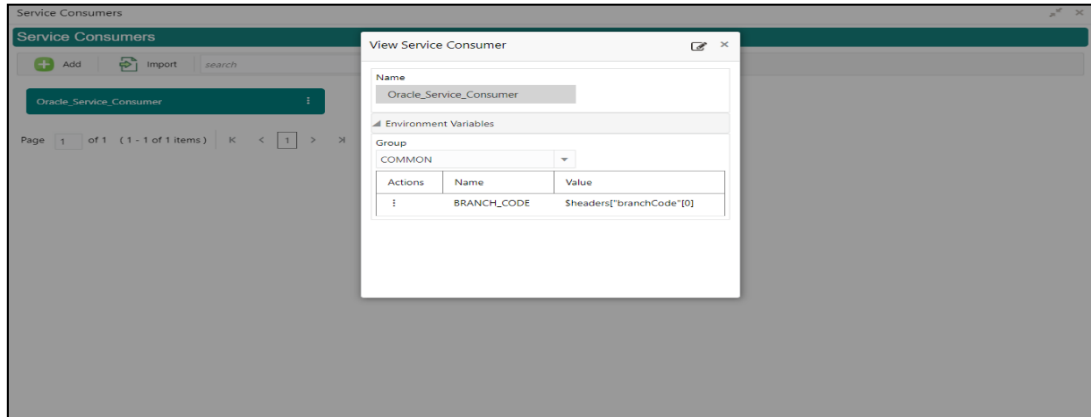 Service Consumers
Service Consumers
Add Import search
Oracle_Service_Consumer
Page 1 of 1 (1 - 1 of 1 items) K < 1 > >|
View Service Consumer ×
Name
Oracle_Service_Consumer
Environment Variables
Group
COMMON
Actions Name Value
BRANCH_CODE $headers["branchCode"[0]